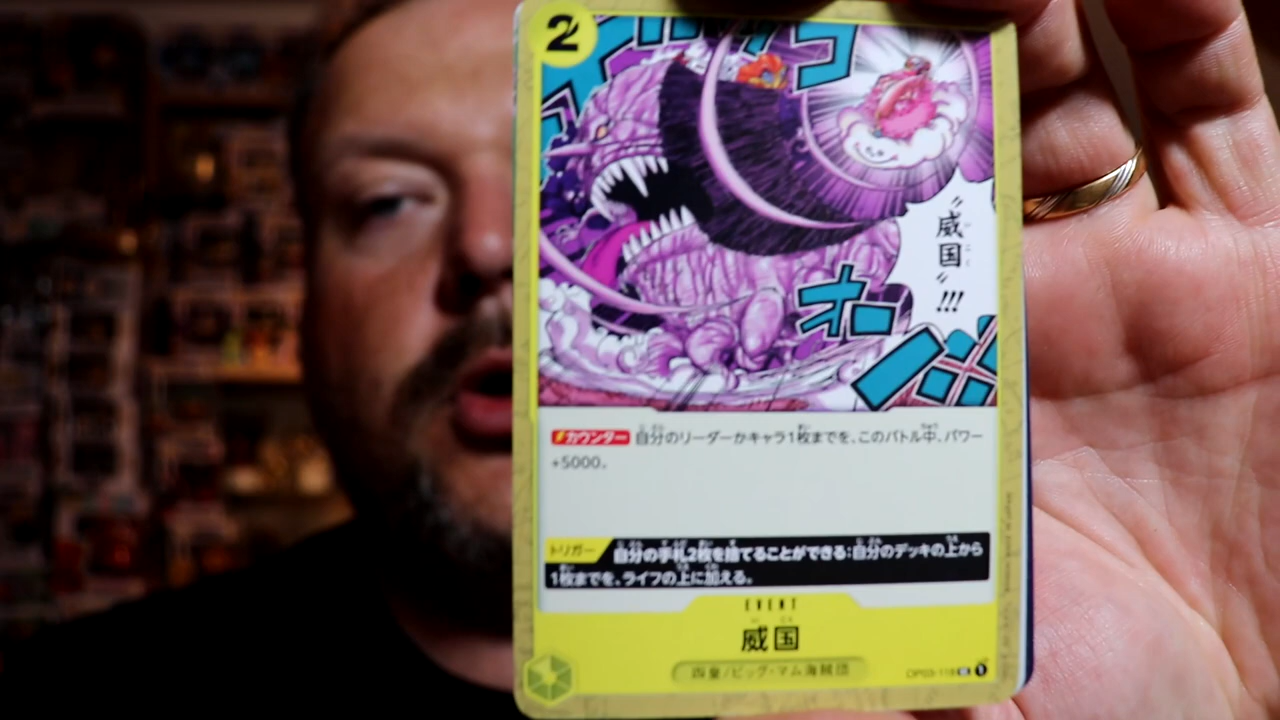 2
"威国"!!!
カウンター 自分のリーダーかキャラ1枚までを、このバトル中、パワー
+5000。
トリガー 自分の手札2枚を捨てることができる:自分のデッキの上から
1枚までを、ライフの上に加える。
EVENT
威国
四皇/ビッグ・マム海賊団